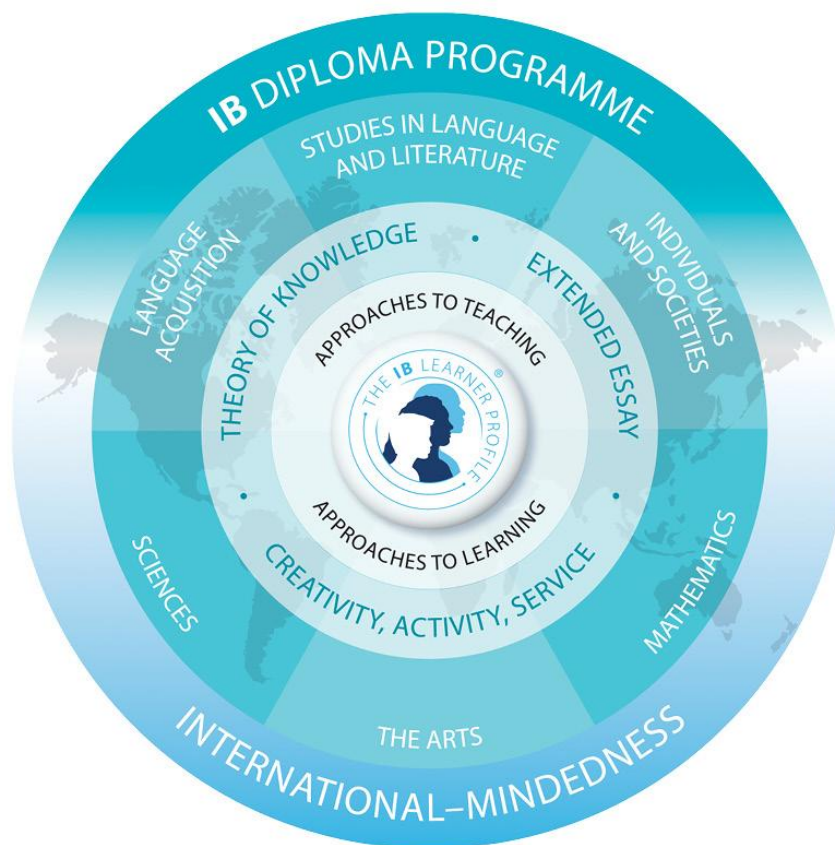 IB DIPLOMA PROGRAMME
STUDIES IN LANGUAGE
AND LITERATURE
LANGUAGE
ACQUISITION
INDIVIDUALS
AND SOCIETIES
THEORY OF KNOWLEDGE
•
EXTENDED ESSAY
•
APPROACHES TO TEACHING
THE IB LEARNER PROFILE
®
APPROACHES TO LEARNING
•
CREATIVITY, ACTIVITY, SERVICE
SCIENCES
MATHEMATICS
THE ARTS
INTERNATIONAL–MINDEDNESS